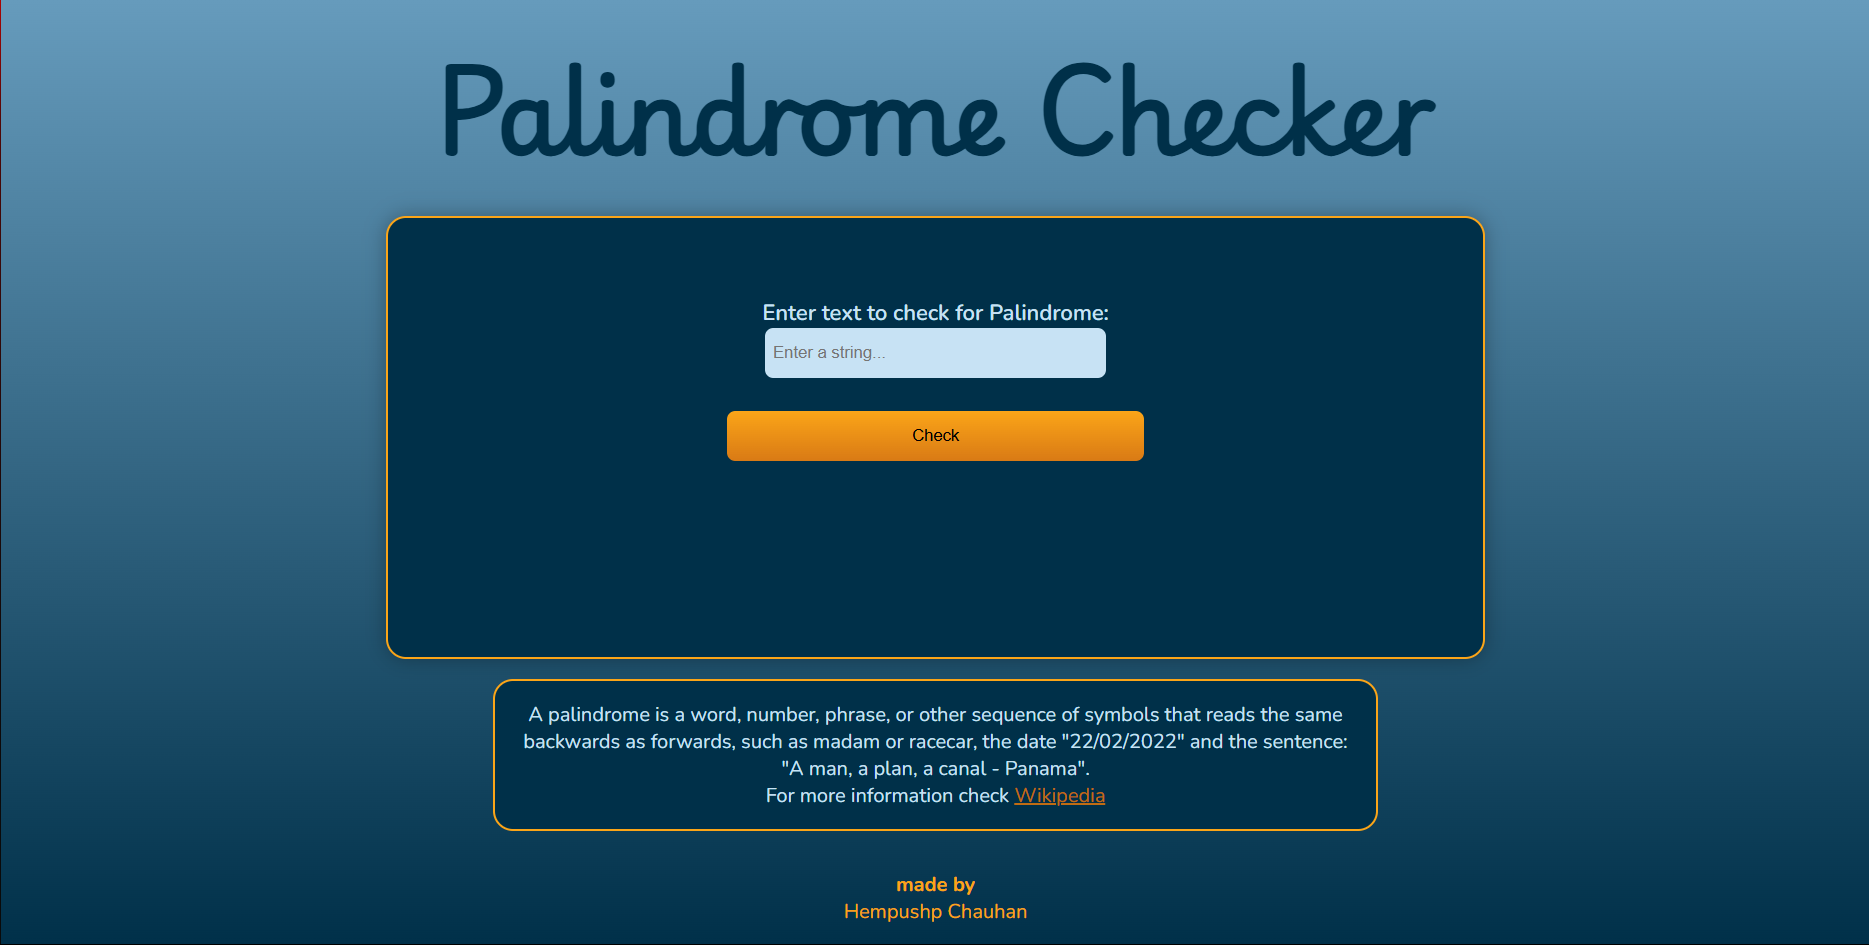 Palindrome Checker
Enter text to check for Palindrome:
Enter a string...
Check
A palindrome is a word, number, phrase, or other sequence of symbols that reads the same
backwards as forwards, such as madam or racecar, the date "22/02/2022" and the sentence:
"A man, a plan, a canal - Panama".
For more information check Wikipedia
made by
Hempushp Chauhan